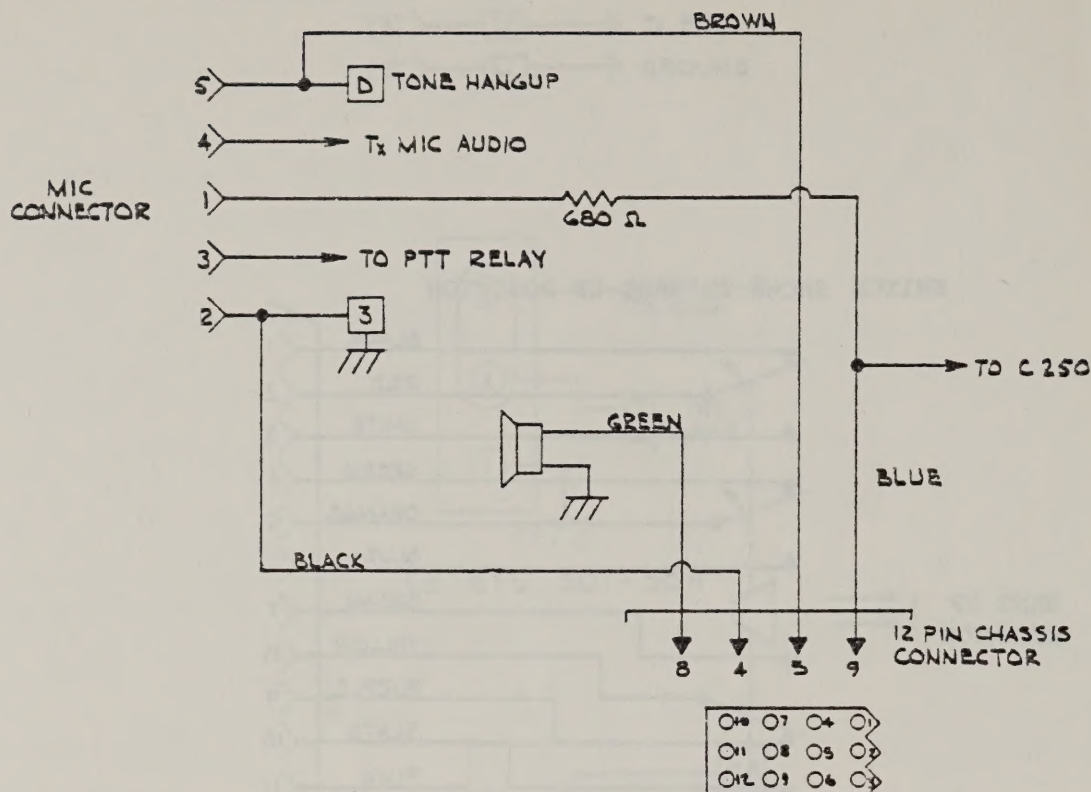 BROWN
5
D TONE HANGUP
4
Tx MIC AUDIO
MIC
CONNECTOR
1
680 Ω
3
TO PTT RELAY
2
3
TO C 250
GREEN
BLUE
BLACK
12 PIN CHASSIS
CONNECTOR
8 4 5 9
10 7 4 1
11 8 5 2
12 9 6 3